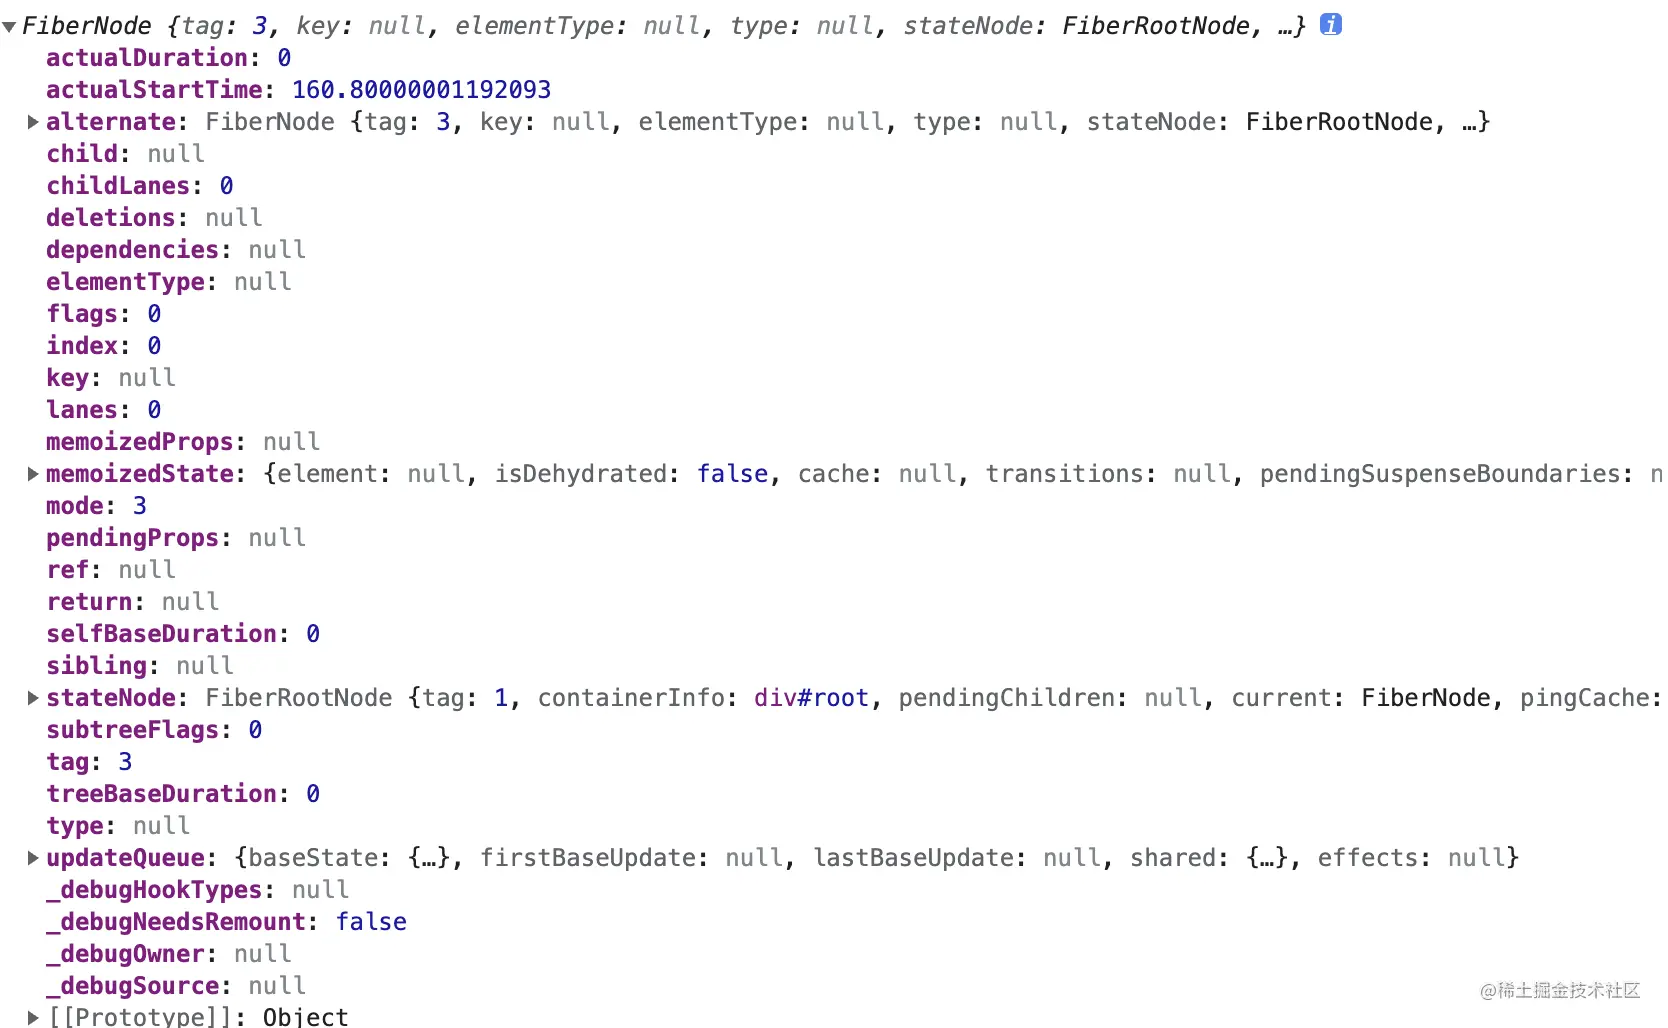 ▼FiberNode {tag: 3, key: null, elementType: null, type: null, stateNode: FiberRootNode, …} i
actualDuration: 0
actualStartTime: 160.80000001192093
▶alternate: FiberNode {tag: 3, key: null, elementType: null, type: null, stateNode: FiberRootNode, …}
child: null
childLanes: 0
deletions: null
dependencies: null
elementType: null
flags: 0
index: 0
key: null
lanes: 0
memoizedProps: null
▶memoizedState: {element: null, isDehydrated: false, cache: null, transitions: null, pendingSuspenseBoundaries: n
mode: 3
pendingProps: null
ref: null
return: null
selfBaseDuration: 0
sibling: null
▶stateNode: FiberRootNode {tag: 1, containerInfo: div#root, pendingChildren: null, current: FiberNode, pingCache:
subtreeFlags: 0
tag: 3
treeBaseDuration: 0
type: null
▶updateQueue: {baseState: {…}, firstBaseUpdate: null, lastBaseUpdate: null, shared: {…}, effects: null}
_debugHookTypes: null
_debugNeedsRemount: false
_debugOwner: null
_debugSource: null
@稀土掘金技术社区
▶[[Prototype]]: Object